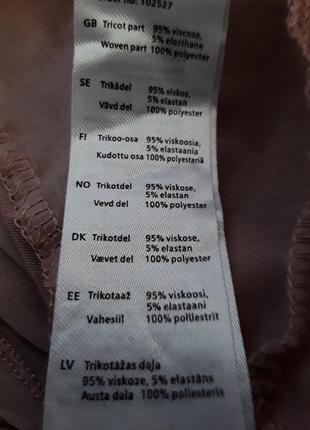 no: 102527
GB Tricot part 95% viscose,
5% elasthane
Woven part 100% polyester
SE Trikådel 95% viskos,
5% elastan
Vävd del 100% polyester
FI Trikoo-osa 95% viskoosia,
5% elastaania
Kudottu osa 100% polyesteriä
NO Trikotdel 95% viskose,
5% elastan
Vevd del 100% polyester
DK Trikotdel 95% viskose,
5% elastan
Vævet del 100% polyester
EE Trikotaaž 95% viskoosi,
5% elastaani
Vahesiil 100% polüestrit
LV Trikotāžas daļa
95% viskoze, 5% elastāns
Austa daļa 100% poliesteris